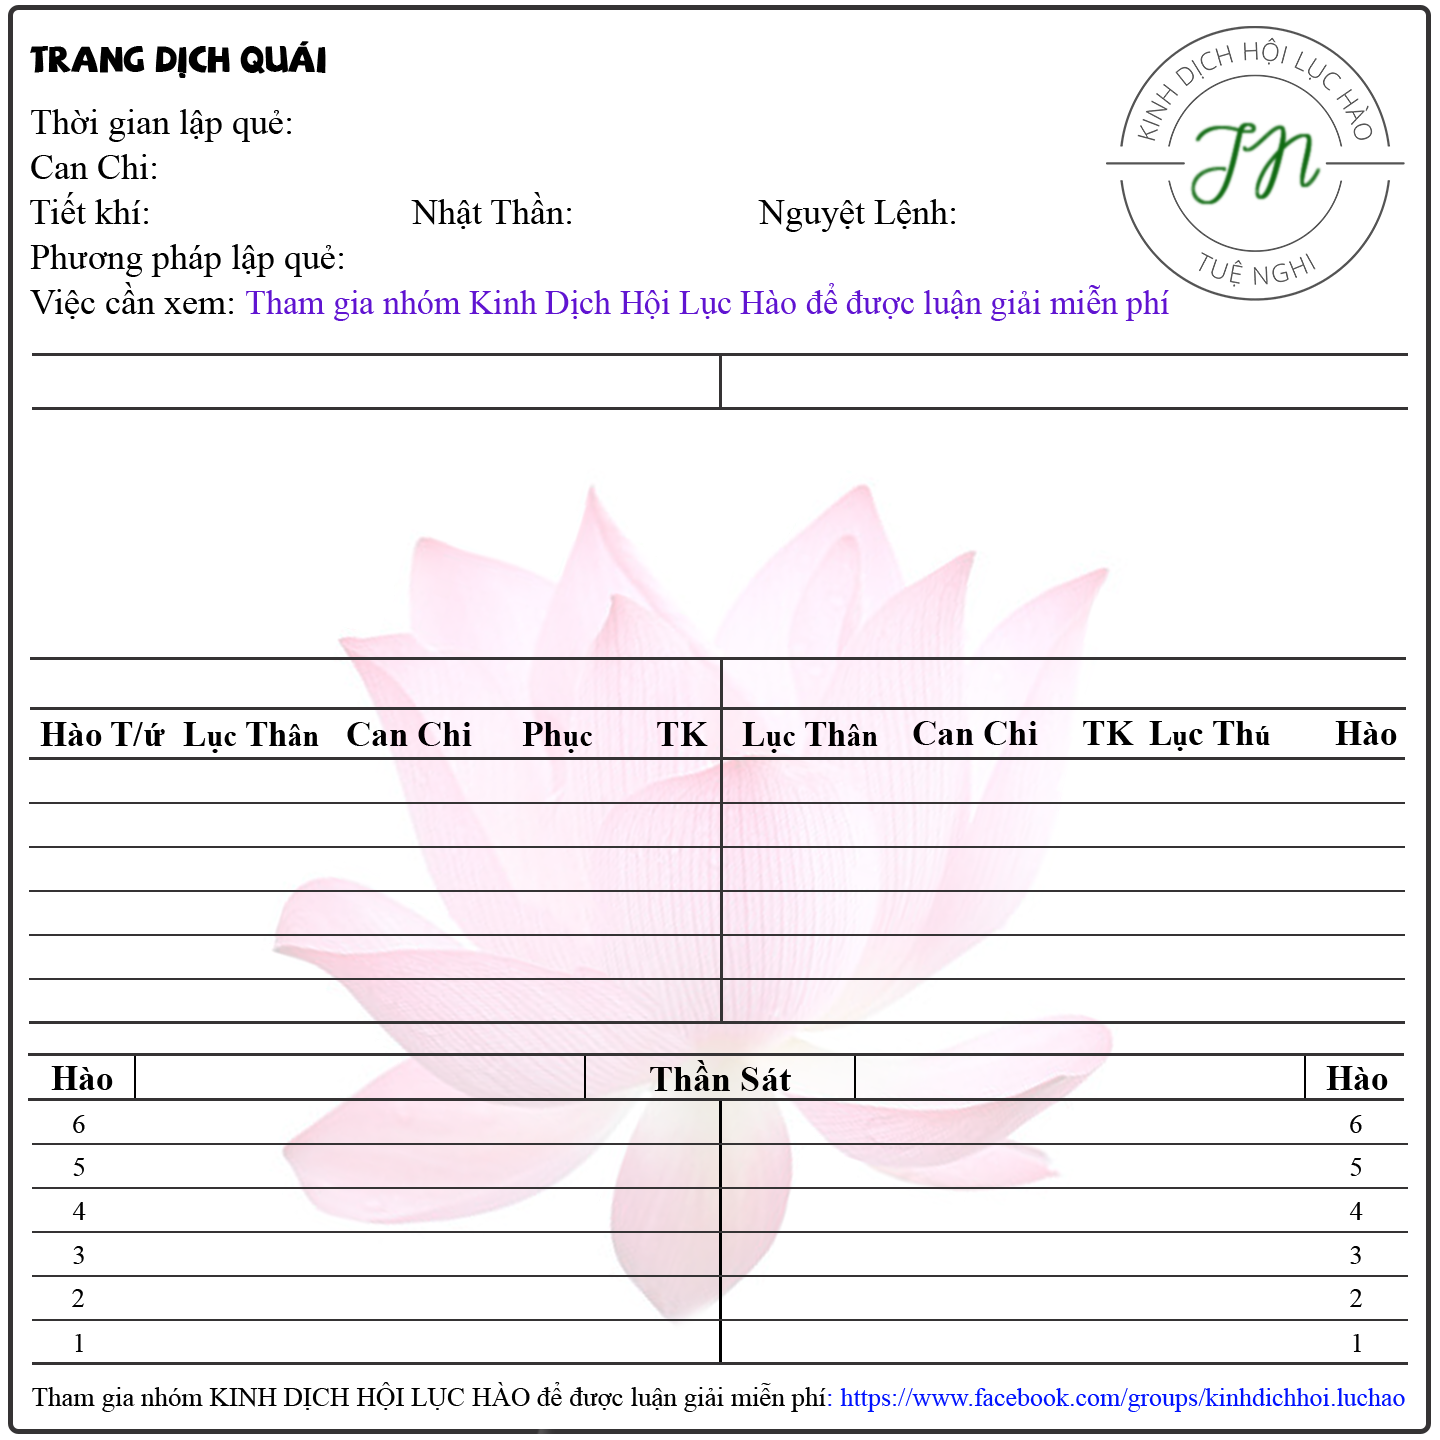 TRANG DỊCH QUÁI
KINH DỊCH HỘI LỤC HÀO
TN
TUỆ NGHI
Thời gian lập quẻ:
Can Chi:
Tiết khí: Nhật Thần: Nguyệt Lệnh:
Phương pháp lập quẻ:
Việc cần xem: Tham gia nhóm Kinh Dịch Hội Lục Hào để được luận giải miễn phí
Hào T/ứ Lục Thân Can Chi Phục TK Lục Thân Can Chi TK Lục Thú Hào
Hào Thần Sát Hào
6 6
5 5
4 4
3 3
2 2
1 1
Tham gia nhóm KINH DỊCH HỘI LỤC HÀO để được luận giải miễn phí: https://www.facebook.com/groups/kinhdichhoi.luchao